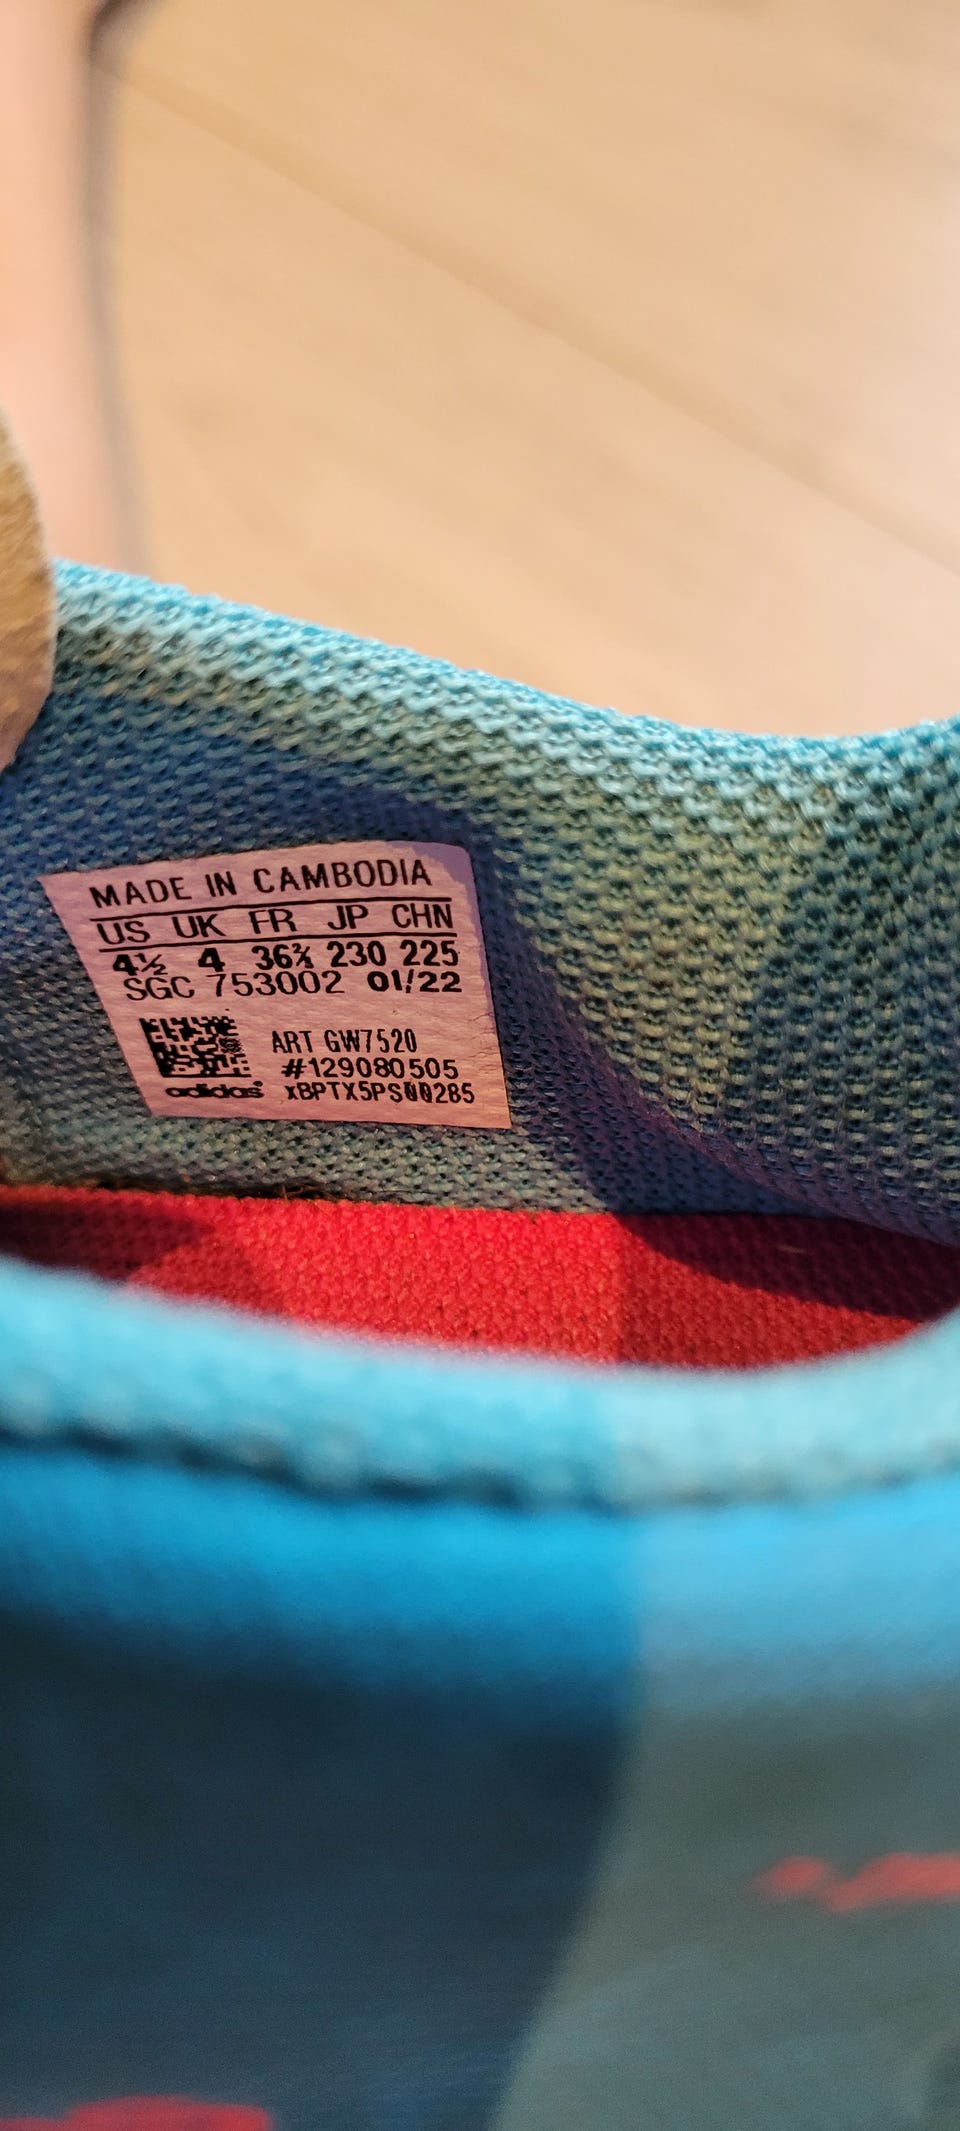 MADE IN CAMBODIA
US UK FR JP CHN
4½ 4 36⅔ 230 225
SGC 753002 01/22
ART GW7520
#129080505
adidas xBPTX5PS00285